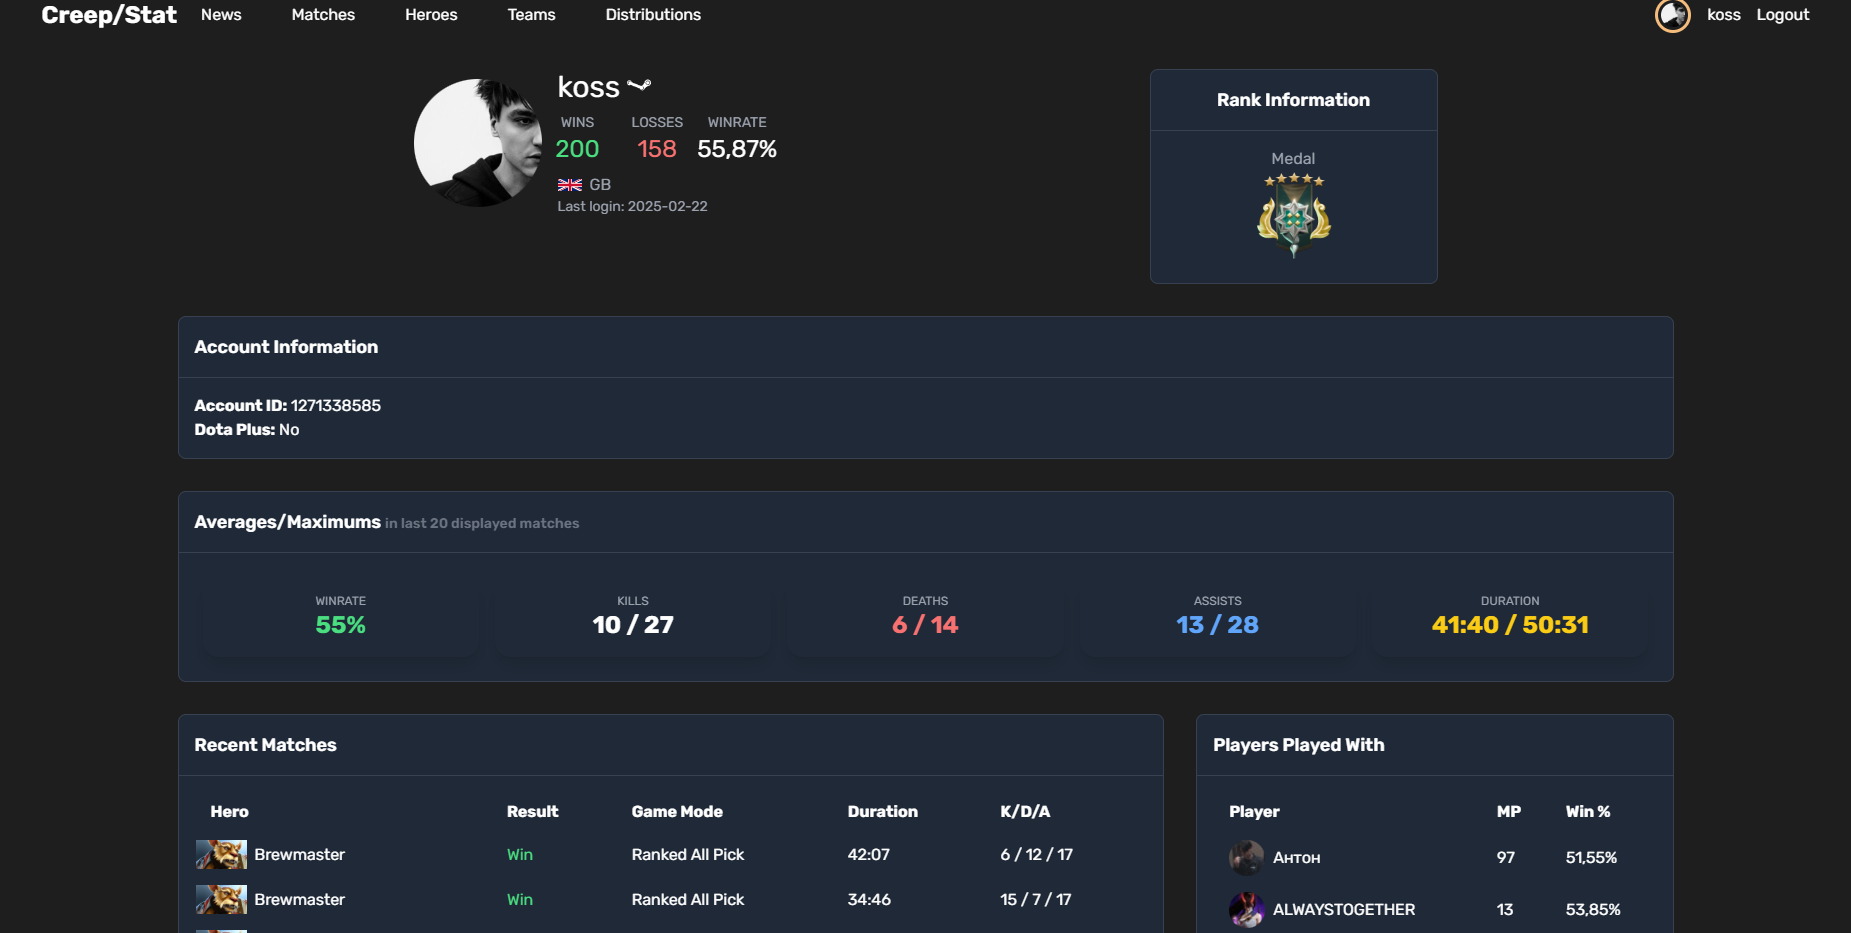 Creep/Stat News Matches Heroes Teams Distributions koss Logout
koss
WINS LOSSES WINRATE
200 158 55,87%
GB
Last login: 2025-02-22
Rank Information
Medal
Account Information
Account ID: 1271338585
Dota Plus: No
Averages/Maximums in last 20 displayed matches
WINRATE KILLS DEATHS ASSISTS DURATION
55% 10 / 27 6 / 14 13 / 28 41:40 / 50:31
Recent Matches
Hero Result Game Mode Duration K/D/A
Brewmaster Win Ranked All Pick 42:07 6 / 12 / 17
Brewmaster Win Ranked All Pick 34:46 15 / 7 / 17
Players Played With
Player MP Win %
Антон 97 51,55%
ALWAYSTOGETHER 13 53,85%